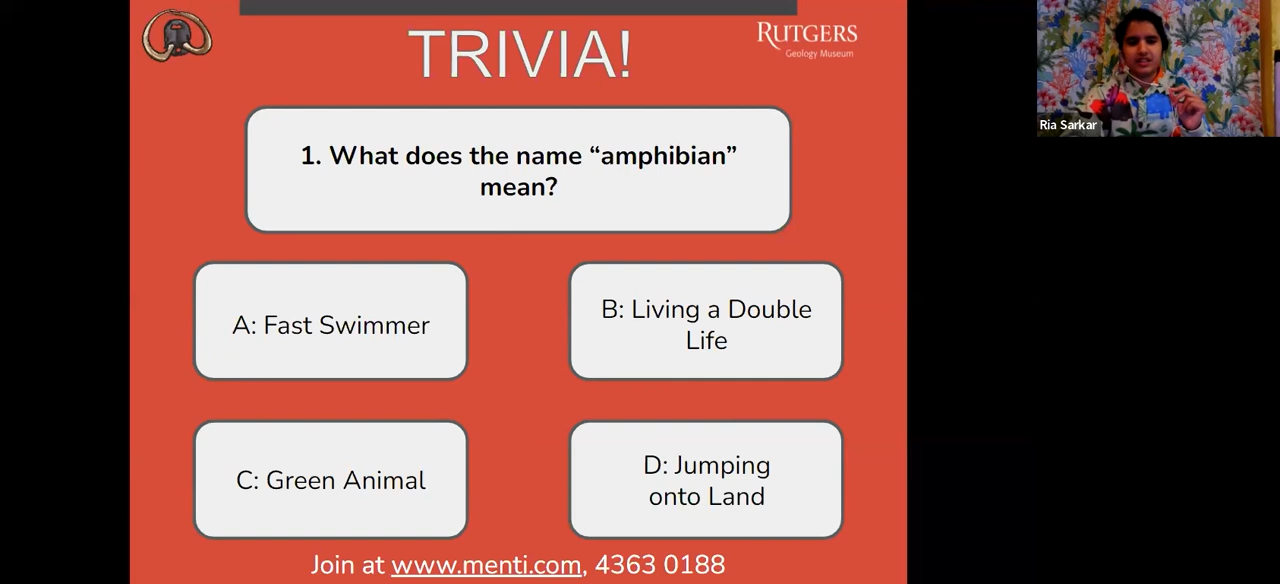 TRIVIA!
RUTGERS
Geology Museum
Ria Sarkar
1. What does the name “amphibian”
mean?
A: Fast Swimmer
B: Living a Double
Life
C: Green Animal
D: Jumping
onto Land
Join at www.menti.com, 4363 0188